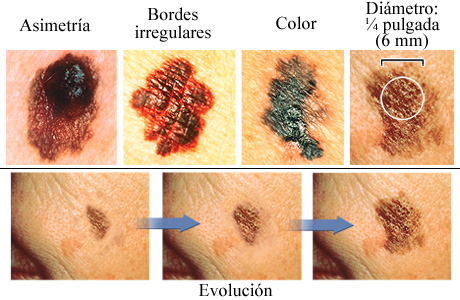 Asimetría
Bordes
irregulares
Color
Diámetro:
¼ pulgada
(6 mm)
Evolución